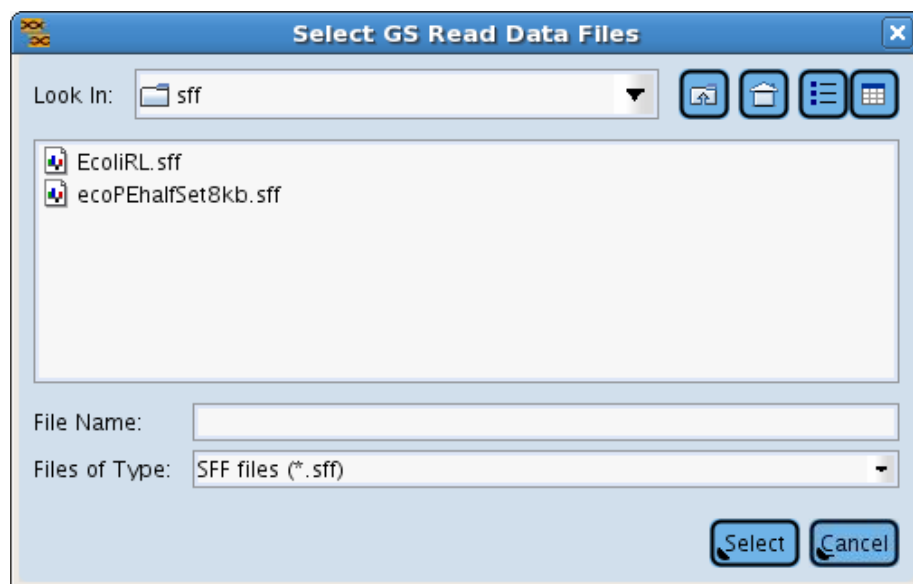 Select GS Read Data Files
Look In: sff
EcoliRL.sff
ecoPEhalfSet8kb.sff
File Name:
Files of Type: SFF files (*.sff)
Select Cancel